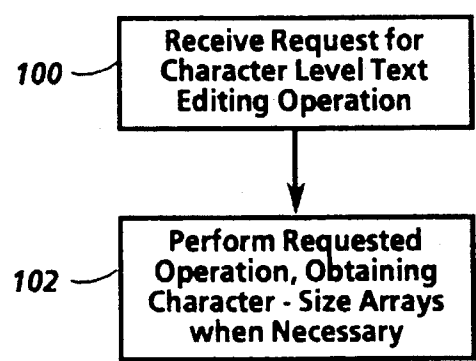 100
Receive Request for
Character Level Text
Editing Operation
102
Perform Requested
Operation, Obtaining
Character - Size Arrays
when Necessary